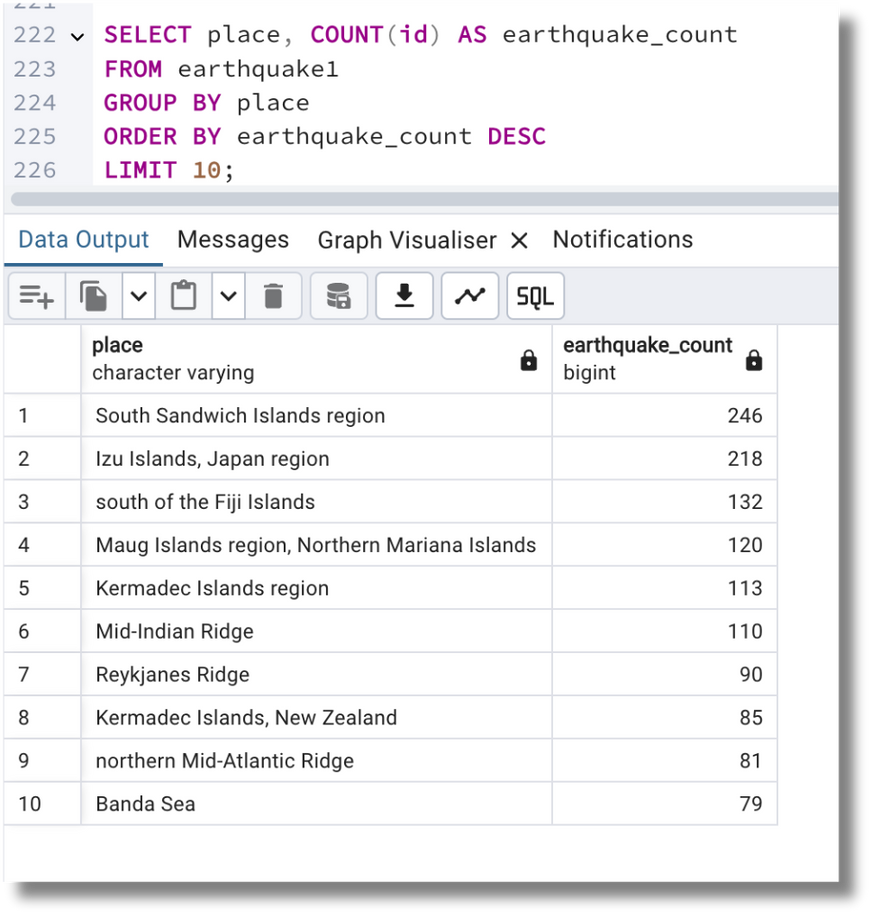 221
222 SELECT place, COUNT(id) AS earthquake_count
223 FROM earthquake1
224 GROUP BY place
225 ORDER BY earthquake_count DESC
226 LIMIT 10;
Data Output Messages Graph Visualiser × Notifications
SQL
place earthquake_count
character varying bigint
1 South Sandwich Islands region 246
2 Izu Islands, Japan region 218
3 south of the Fiji Islands 132
4 Maug Islands region, Northern Mariana Islands 120
5 Kermadec Islands region 113
6 Mid-Indian Ridge 110
7 Reykjanes Ridge 90
8 Kermadec Islands, New Zealand 85
9 northern Mid-Atlantic Ridge 81
10 Banda Sea 79